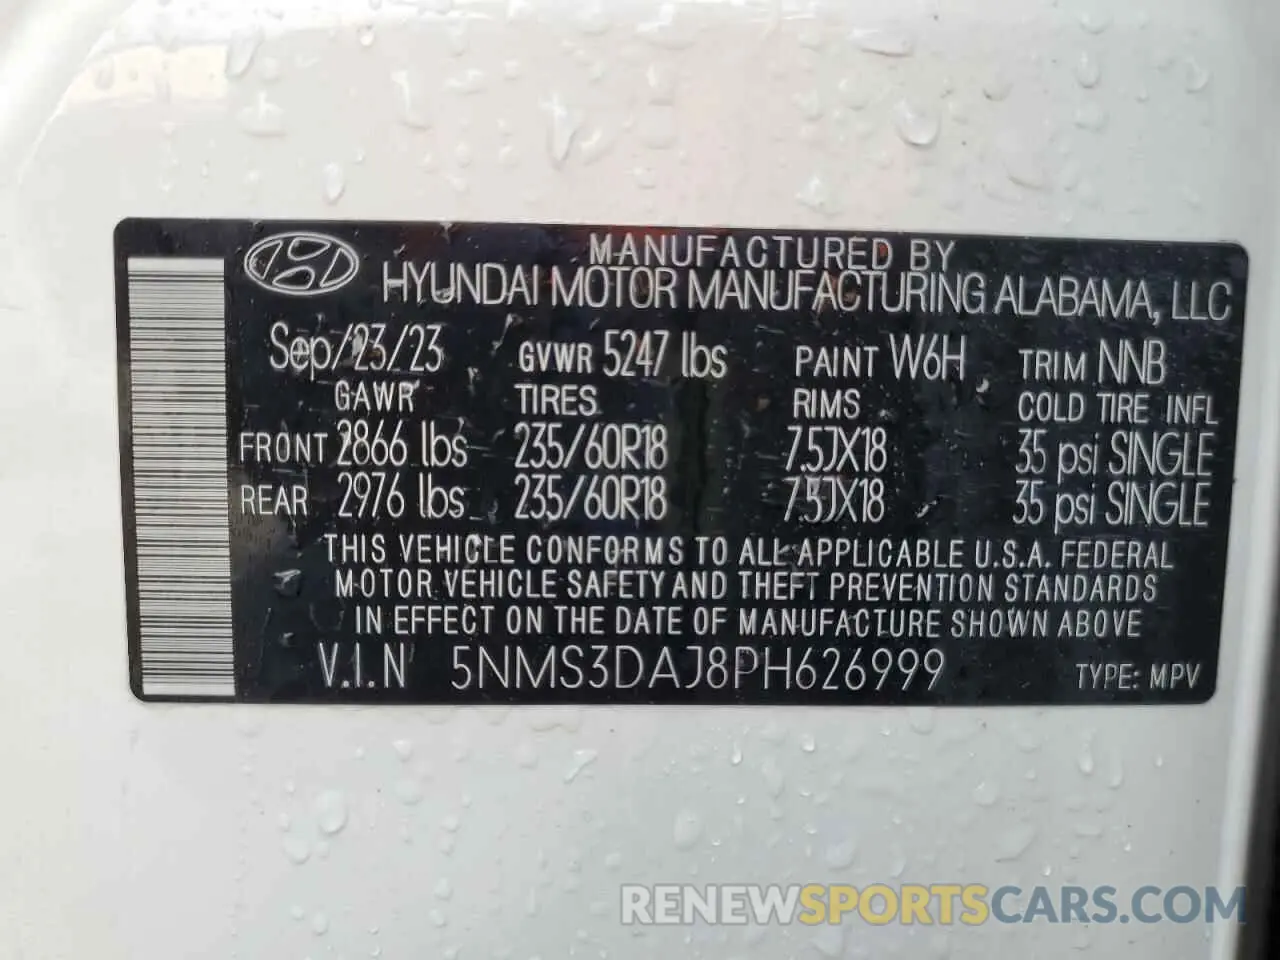 MANUFACTURED BY
HYUNDAI MOTOR MANUFACTURING ALABAMA, LLC
Sep/23/23 GVWR 5247 lbs PAINT W6H TRIM NNB
GAWR TIRES RIMS COLD TIRE INFL
FRONT 2866 lbs 235/60R18 7.5JX18 35 psi SINGLE
REAR 2976 lbs 235/60R18 7.5JX18 35 psi SINGLE
THIS VEHICLE CONFORMS TO ALL APPLICABLE U.S.A. FEDERAL
MOTOR VEHICLE SAFETY AND THEFT PREVENTION STANDARDS
IN EFFECT ON THE DATE OF MANUFACTURE SHOWN ABOVE
V.I.N 5NMS3DAJ8PH626999 TYPE: MPV
RENEWSPORTSCARS.COM